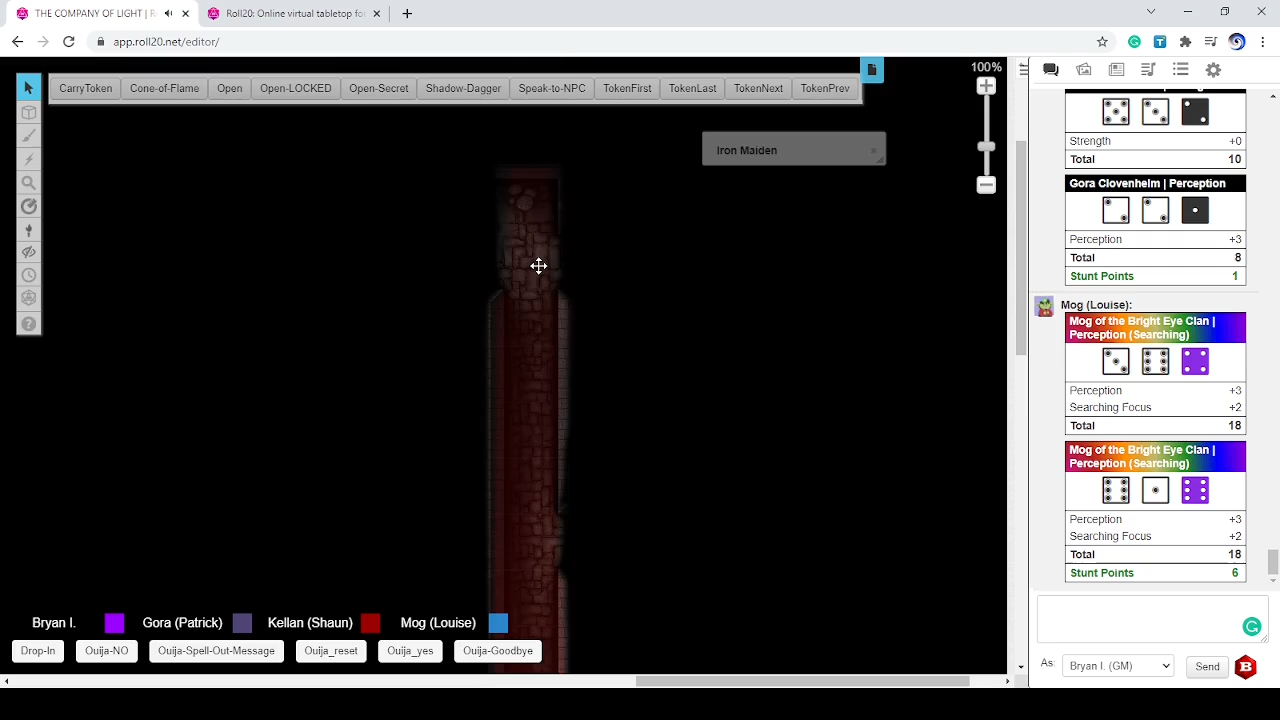 THE COMPANY OF LIGHT | R
Roll20: Online virtual tabletop fo
app.roll20.net/editor/
CarryToken
Cone-of-Flame
Open
Open-Secret
Shadow-Danger
Speak-to-NPC
TokenFirst
TokenLast
TokenNext
TokenPrev
100%
Iron Maiden
Strength +0
Total 10
Gora Clovenhelm | Perception
Perception +3
Total 8
Stunt Points 1
Mog (Louise):
Mog of the Bright Eye Clan |
Perception (Searching)
Perception +3
Searching Focus +2
Total 18
Mog of the Bright Eye Clan |
Perception (Searching)
Perception +3
Searching Focus +2
Total 18
Stunt Points 6
Bryan I.
Gora (Patrick)
Kellan (Shaun)
Mog (Louise)
Drop-In
Ouija-NO
Ouija-Spell-Out-Message
Ouija_reset
Ouija_yes
Ouija-Goodbye
As: Bryan I. (GM)
Send